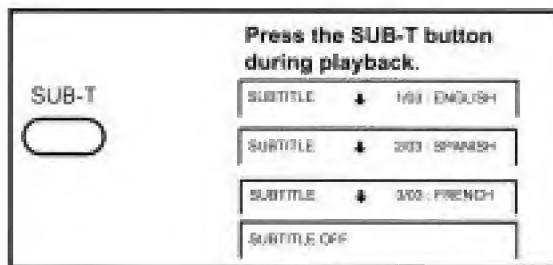 Press the SUB-T button
during playback.
SUB-T
SUBTITLE 1/03 : ENGLISH
SUBTITLE 2/03 : SPANISH
SUBTITLE 3/03 : FRENCH
SUBTITLE OFF